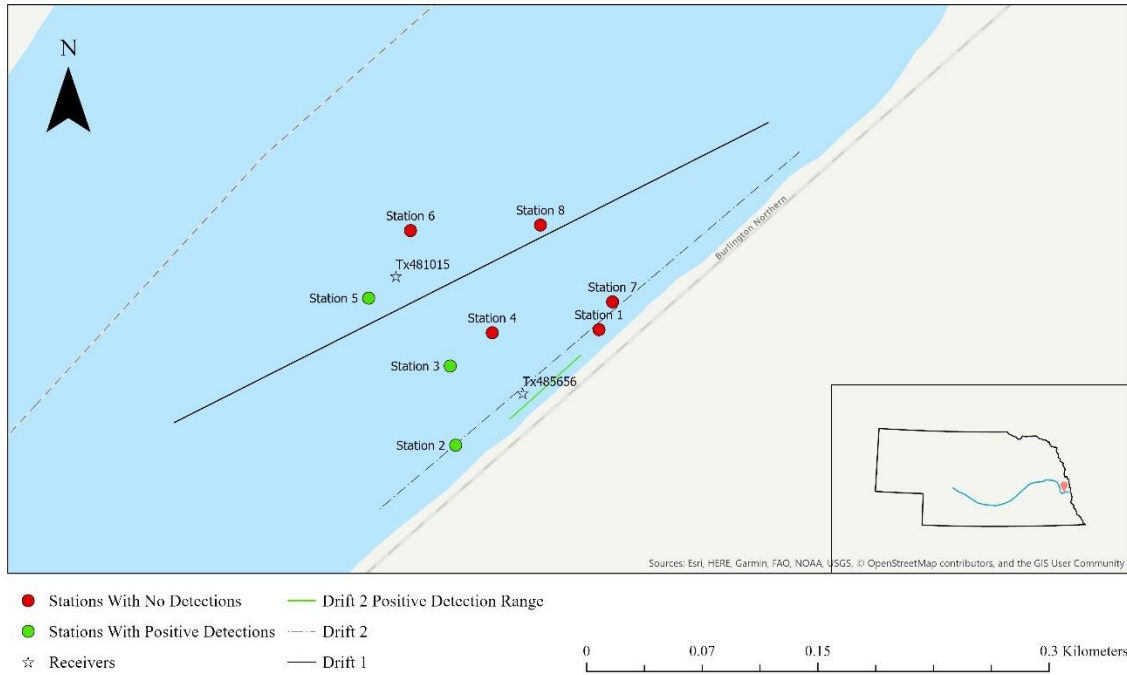 N
Station 6
Station 8
Burlington Northern
Tx481015
Station 5
Station 7
Station 4
Station 1
Station 3
Tx485656
Station 2
Sources: Esri, HERE, Garmin, FAO, NOAA, USGS, © OpenStreetMap contributors, and the GIS User Community
Stations With No Detections
Drift 2 Positive Detection Range
Stations With Positive Detections
Drift 2
Receivers
Drift 1
0 0.07 0.15 0.3 Kilometers